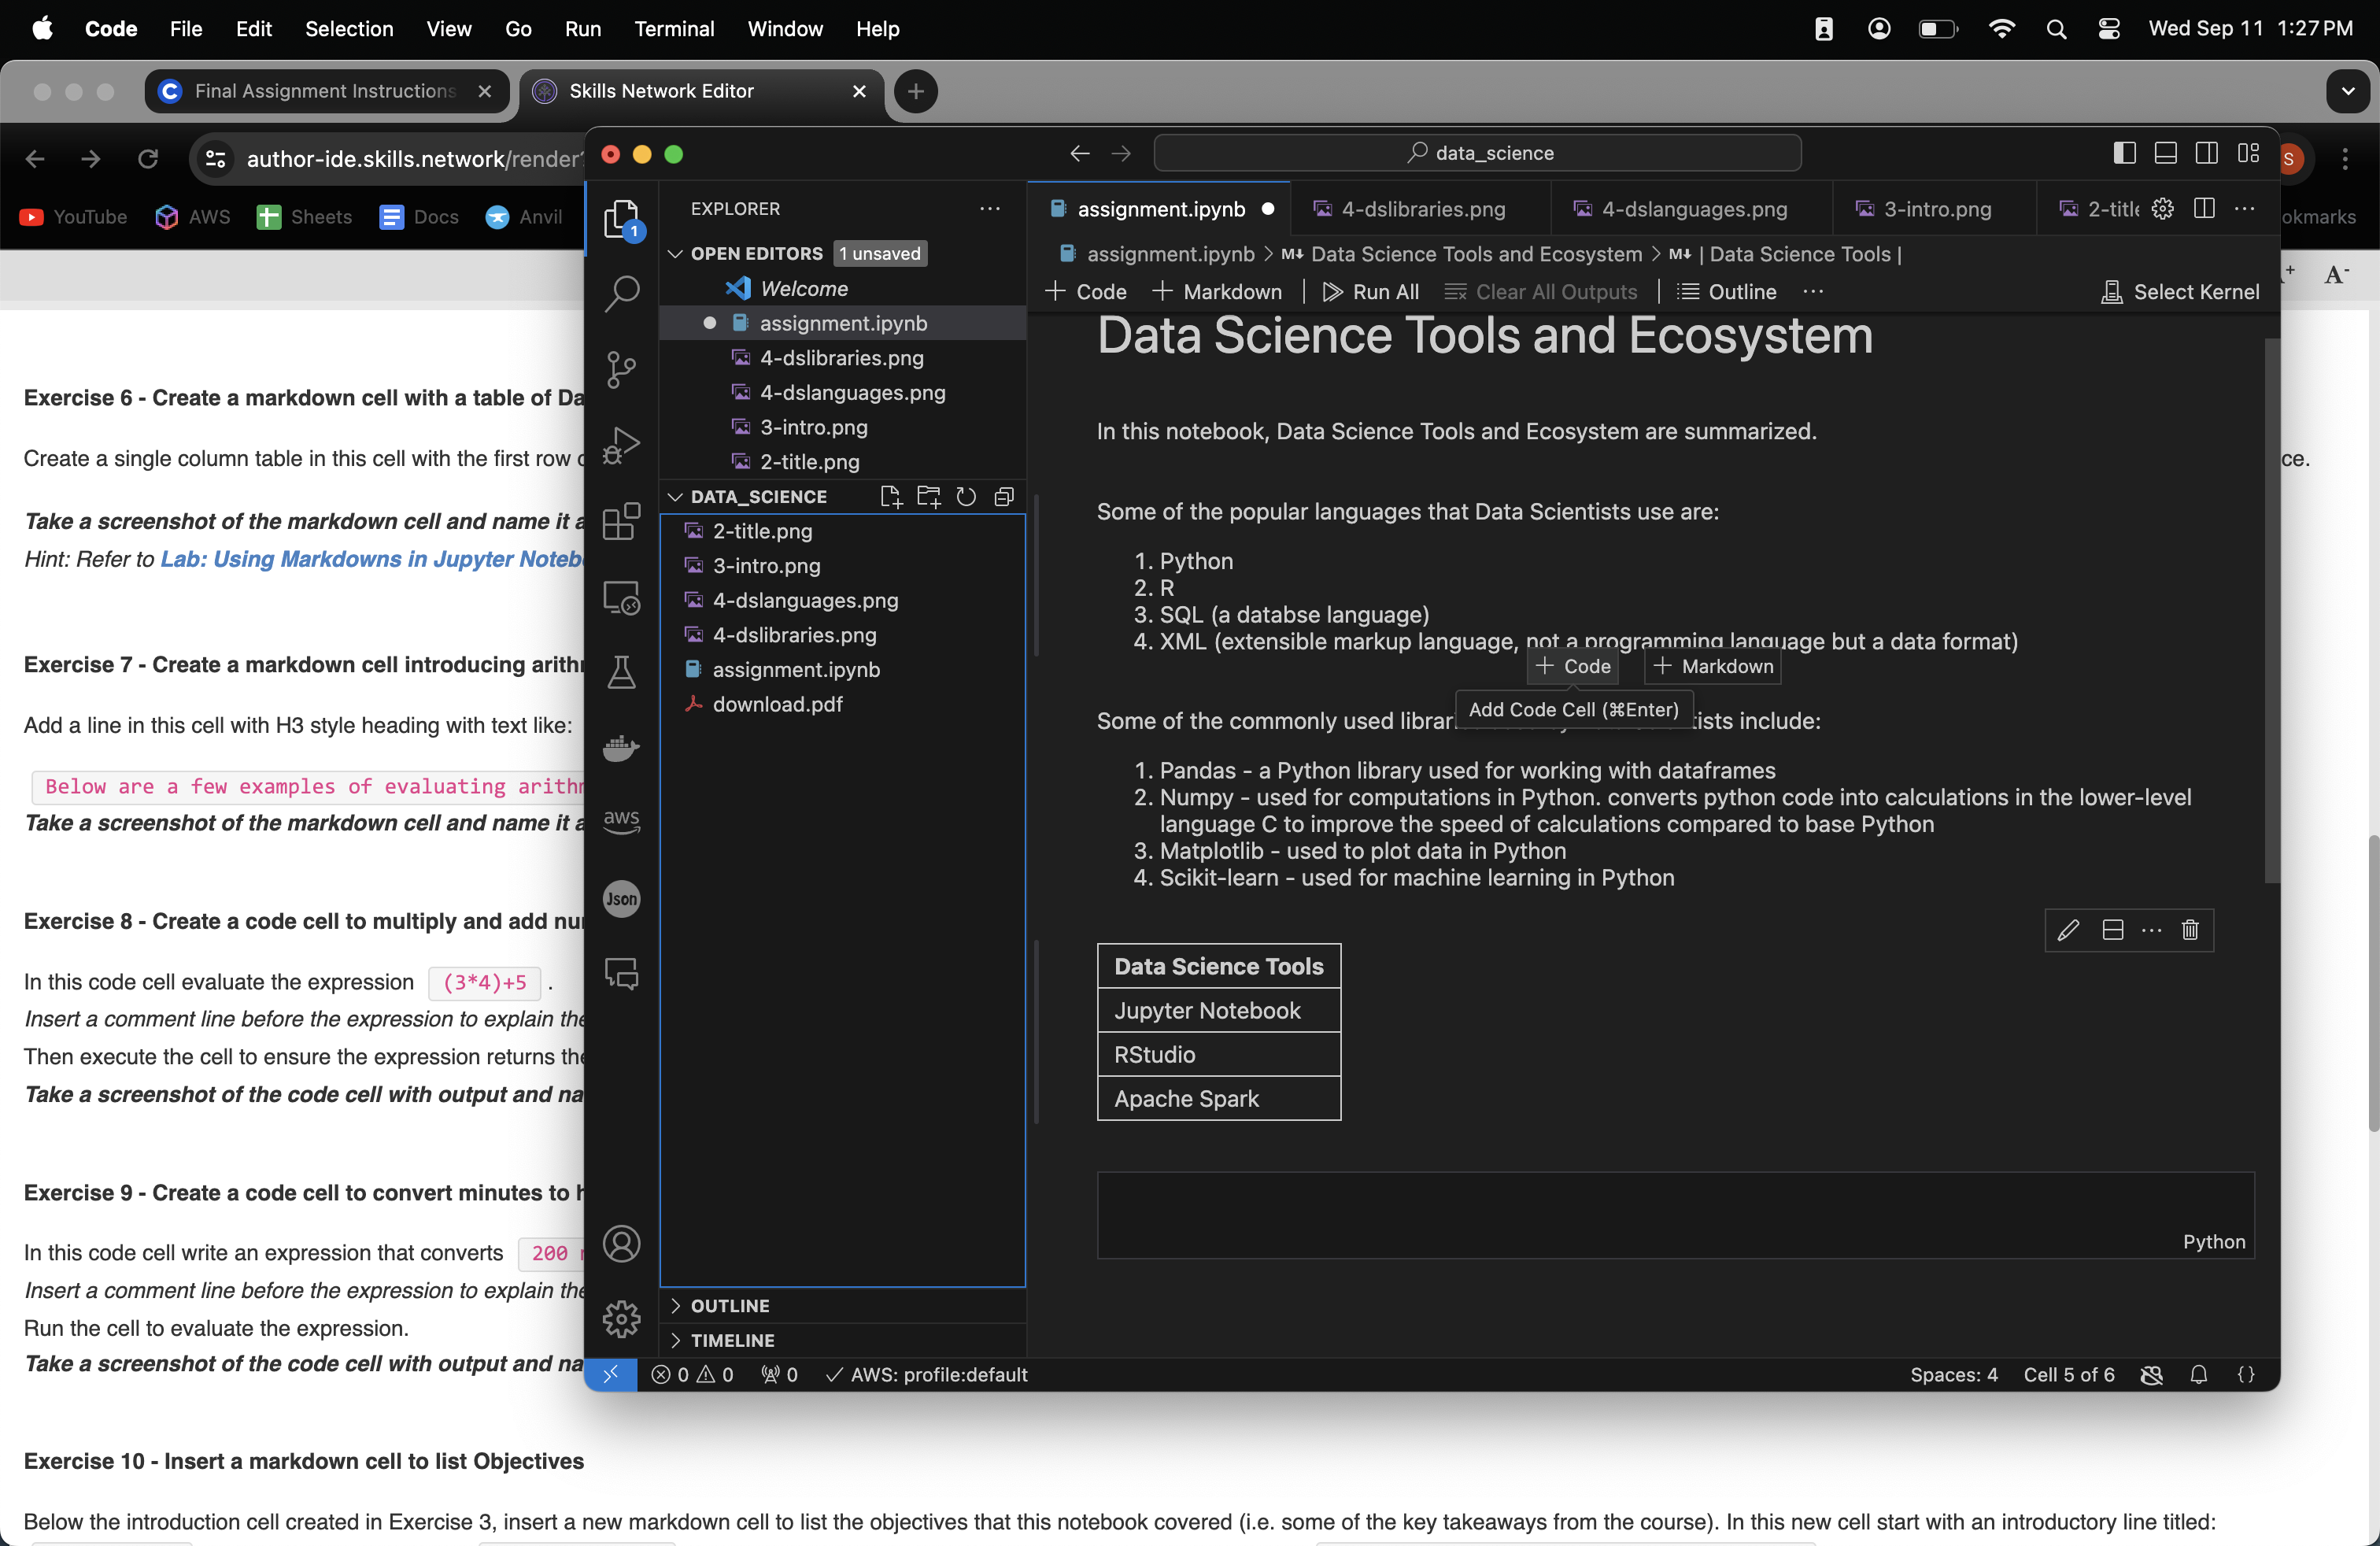 Code File Edit Selection View Go Run Terminal Window Help Wed Sep 11 1:27 PM
Final Assignment Instructions
Skills Network Editor
author-ide.skills.network/render?
S
YouTube AWS Sheets Docs Anvil
data_science
EXPLORER
OPEN EDITORS 1 unsaved
Welcome
assignment.ipynb
4-dslibraries.png
4-dslanguages.png
3-intro.png
2-title.png
DATA_SCIENCE
2-title.png
3-intro.png
4-dslanguages.png
4-dslibraries.png
assignment.ipynb
download.pdf
OUTLINE
TIMELINE
1
aws
Json
assignment.ipynb 4-dslibraries.png 4-dslanguages.png 3-intro.png
assignment.ipynb > M↓ Data Science Tools and Ecosystem > M↓ | Data Science Tools |
+ Code + Markdown Run All Clear All Outputs Outline ... Select Kernel
Data Science Tools and Ecosystem
In this notebook, Data Science Tools and Ecosystem are summarized.
Some of the popular languages that Data Scientists use are:
1. Python
2. R
3. SQL (a databse language)
4. XML (extensible markup language, not a programming language but a data format)
+ Code + Markdown
Add Code Cell (⌘Enter)
Some of the commonly used include:
1. Pandas - a Python library used for working with dataframes
2. Numpy - used for computations in Python. converts python code into calculations in the lower-level
language C to improve the speed of calculations compared to base Python
3. Matplotlib - used to plot data in Python
4. Scikit-learn - used for machine learning in Python
Data Science Tools
Jupyter Notebook
RStudio
Apache Spark
Python
0 0 0 AWS: profile:default Spaces: 4 Cell 5 of 6
A-
Exercise 6 - Create a markdown cell with a table of
Create a single column table in this cell with the first row
Take a screenshot of the markdown cell and name it
Hint: Refer to Lab: Using Markdowns in Jupyter
Exercise 7 - Create a markdown cell introducing
Add a line in this cell with H3 style heading with text like:
Below are a few examples of evaluating
Take a screenshot of the markdown cell and name it
Exercise 8 - Create a code cell to multiply and add
In this code cell evaluate the expression (3*4)+5 .
Insert a comment line before the expression to explain
Then execute the cell to ensure the expression returns
Take a screenshot of the code cell with output and
Exercise 9 - Create a code cell to convert minutes to
In this code cell write an expression that converts 200
Insert a comment line before the expression to explain
Run the cell to evaluate the expression.
Take a screenshot of the code cell with output and
Exercise 10 - Insert a markdown cell to list Objectives
Below the introduction cell created in Exercise 3, insert a new markdown cell to list the objectives that this notebook covered (i.e. some of the key takeaways from the course). In this new cell start with an introductory line titled: